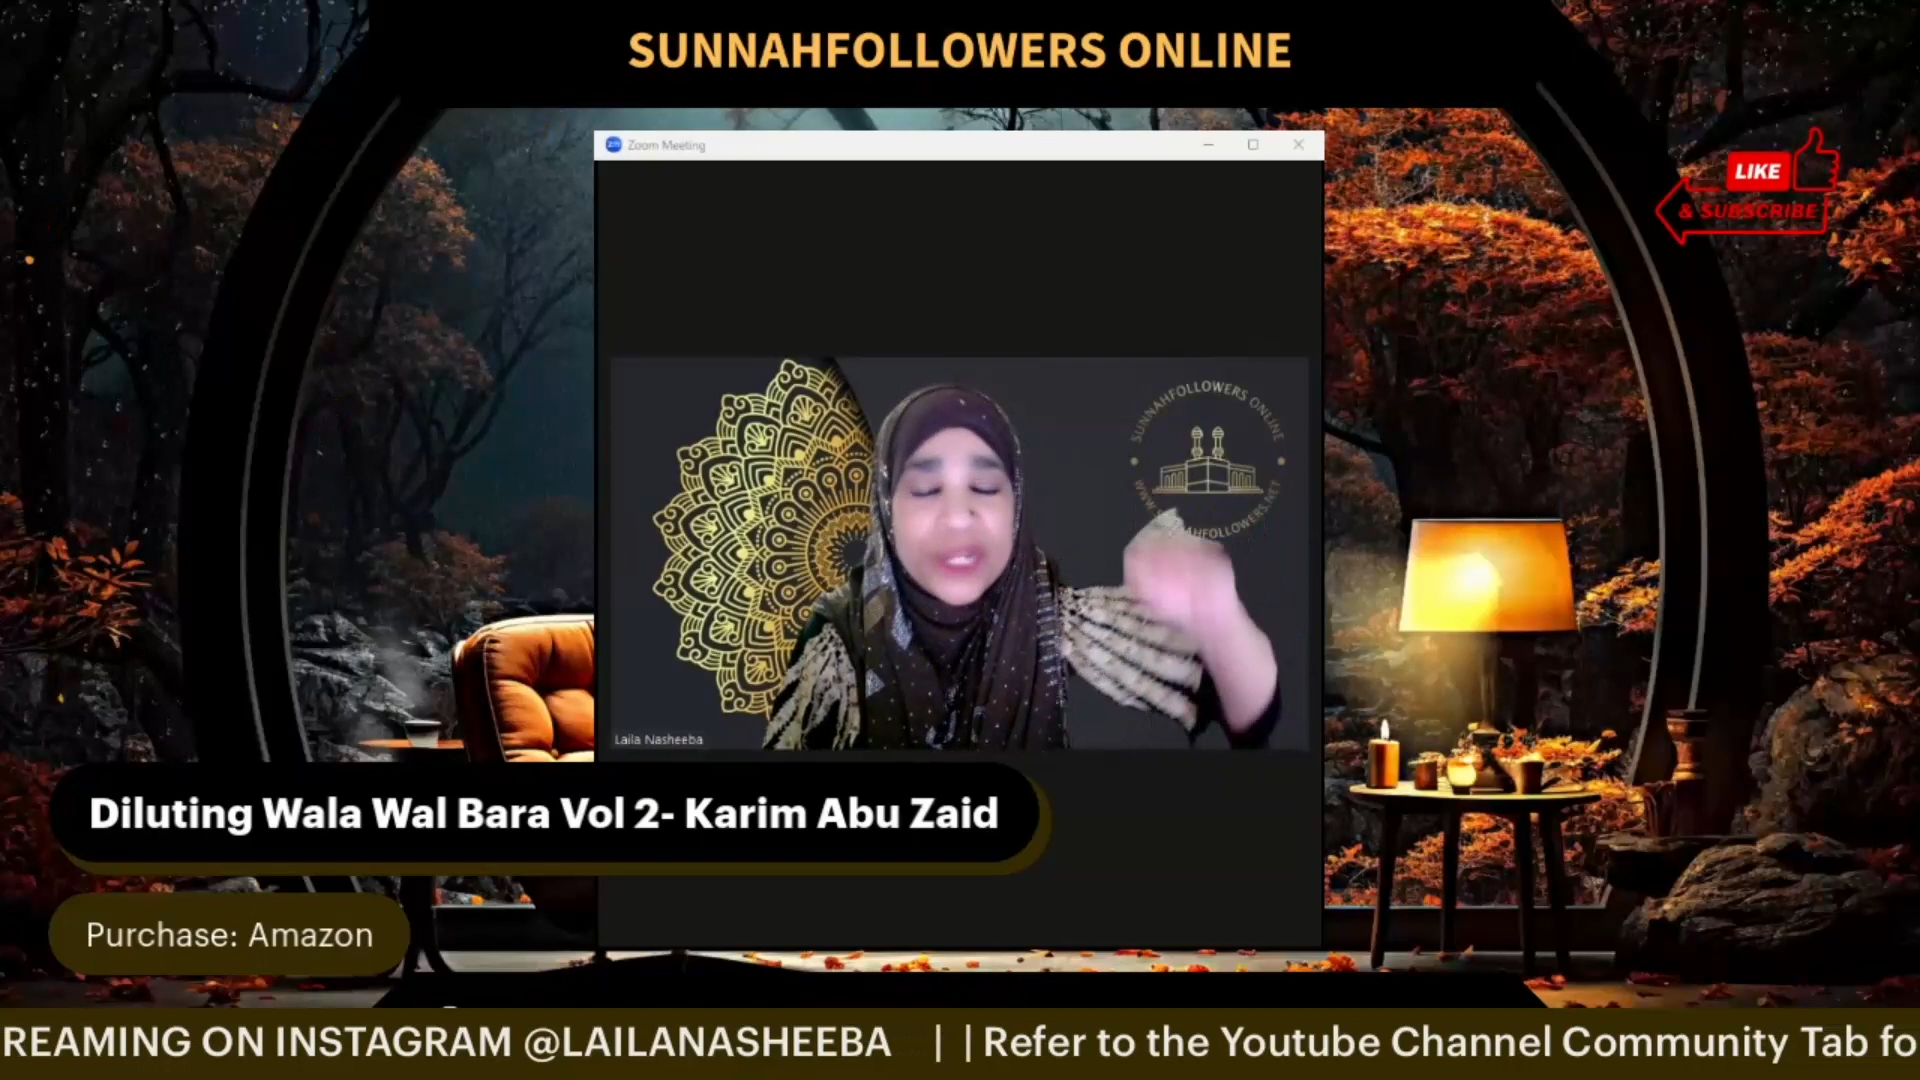 SUNNAHFOLLOWERS ONLINE
zm Zoom Meeting
LIKE
& SUBSCRIBE
SUNNAHFOLLOWERS ONLINE
Laila Nasheeba
Diluting Wala Wal Bara Vol 2- Karim Abu Zaid
Purchase: Amazon
REAMING ON INSTAGRAM @LAILANASHEEBA | | Refer to the Youtube Channel Community Tab fo